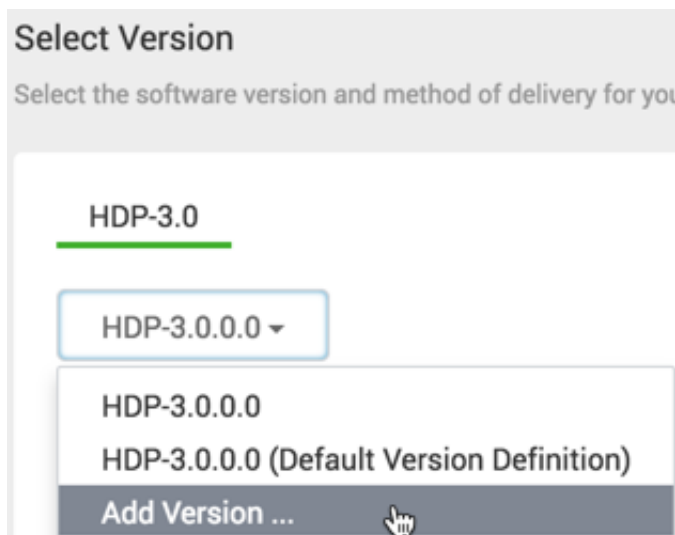 Select Version
Select the software version and method of delivery for
HDP-3.0
HDP-3.0.0.0
HDP-3.0.0.0
HDP-3.0.0.0 (Default Version Definition)
Add Version ...